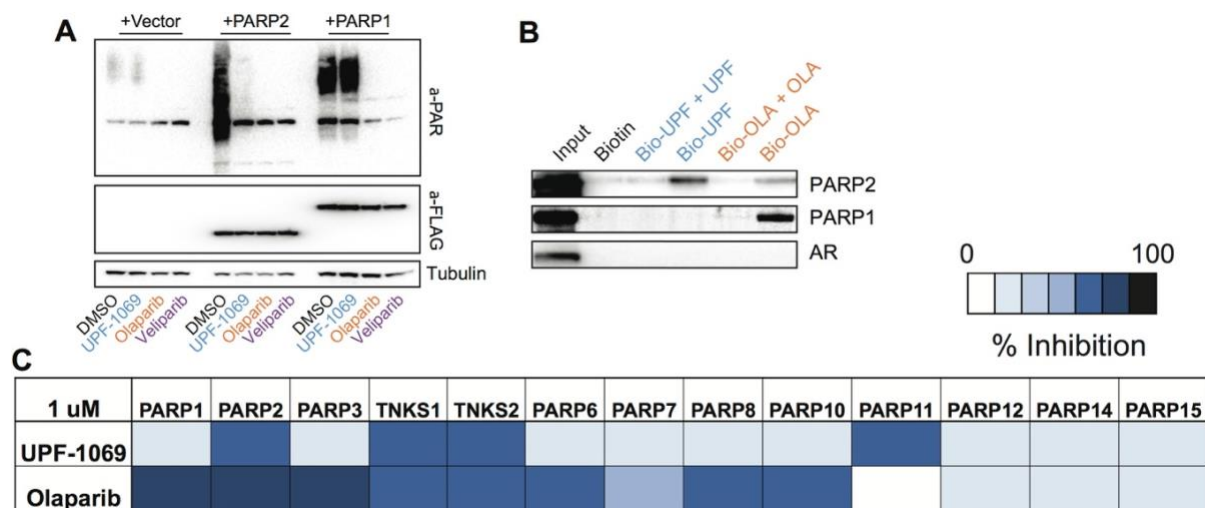 A
+Vector +PARP2 +PARP1
a-PAR
a-FLAG
Tubulin
DMSO UPF-1069 Olaparib Veliparib DMSO UPF-1069 Olaparib Veliparib DMSO UPF-1069 Olaparib Veliparib
B
Input Biotin Bio-UPF + UPF Bio-UPF Bio-OLA + OLA Bio-OLA
PARP2
PARP1
AR
0 100
% Inhibition
C
1 uM PARP1 PARP2 PARP3 TNKS1 TNKS2 PARP6 PARP7 PARP8 PARP10 PARP11 PARP12 PARP14 PARP15
UPF-1069
Olaparib